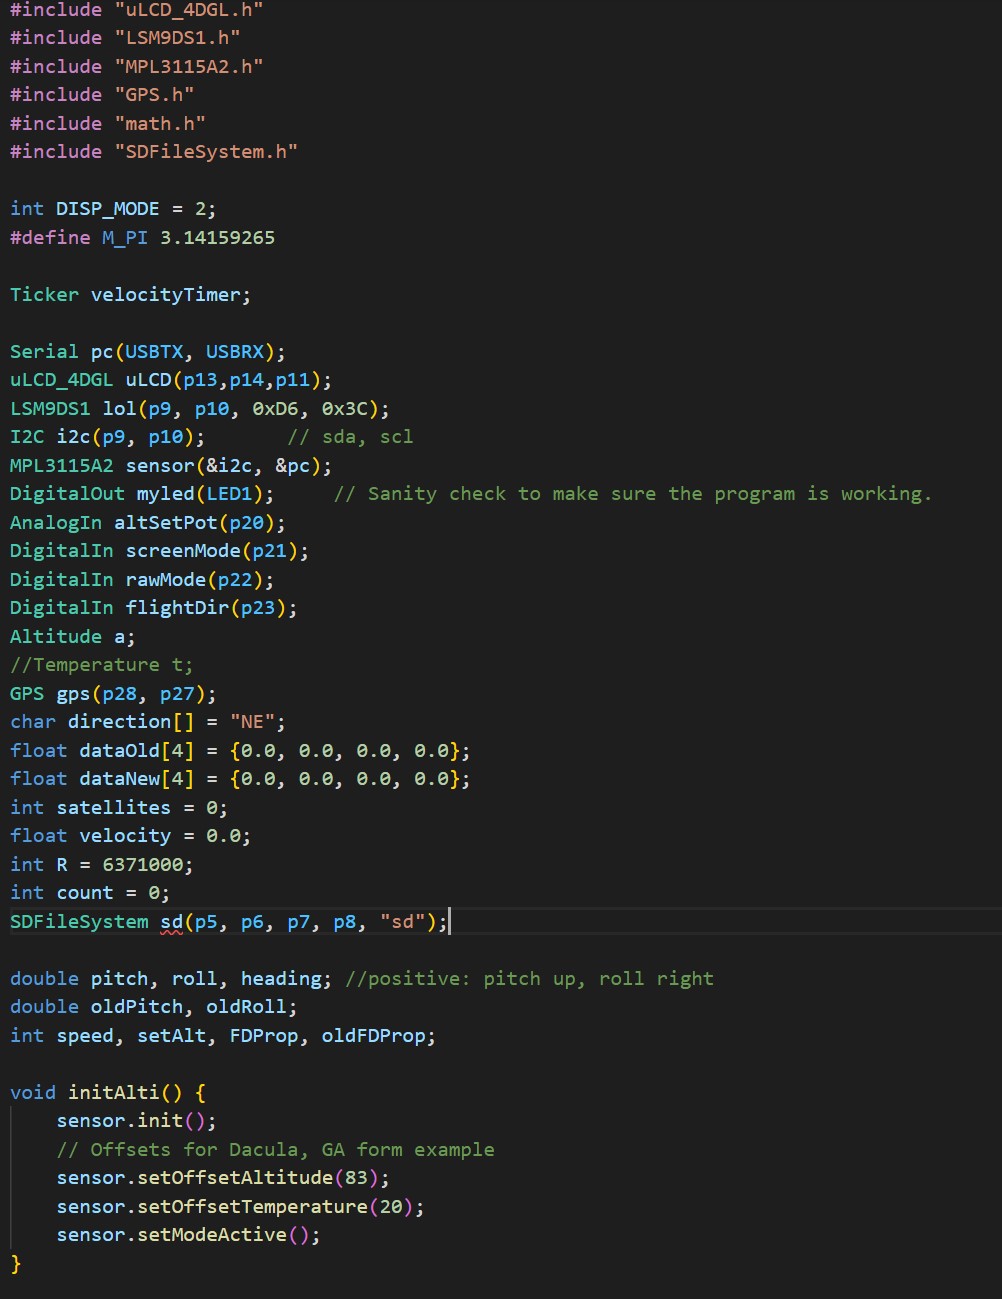 #include "uLCD_4DGL.h"
#include "LSM9DS1.h"
#include "MPL3115A2.h"
#include "GPS.h"
#include "math.h"
#include "SDFileSystem.h"

int DISP_MODE = 2;
#define M_PI 3.14159265

Ticker velocityTimer;

Serial pc(USBTX, USBRX);
uLCD_4DGL uLCD(p13,p14,p11);
LSM9DS1 lol(p9, p10, 0xD6, 0x3C);
I2C i2c(p9, p10);       // sda, scl
MPL3115A2 sensor(&i2c, &pc);
DigitalOut myled(LED1);     // Sanity check to make sure the program is working.
AnalogIn altSetPot(p20);
DigitalIn screenMode(p21);
DigitalIn rawMode(p22);
DigitalIn flightDir(p23);
Altitude a;
//Temperature t;
GPS gps(p28, p27);
char direction[] = "NE";
float dataOld[4] = {0.0, 0.0, 0.0, 0.0};
float dataNew[4] = {0.0, 0.0, 0.0, 0.0};
int satellites = 0;
float velocity = 0.0;
int R = 6371000;
int count = 0;
SDFileSystem sd(p5, p6, p7, p8, "sd");

double pitch, roll, heading; //positive: pitch up, roll right
double oldPitch, oldRoll;
int speed, setAlt, FDProp, oldFDProp;

void initAlti() {
    sensor.init();
    // Offsets for Dacula, GA form example
    sensor.setOffsetAltitude(83);
    sensor.setOffsetTemperature(20);
    sensor.setModeActive();
}